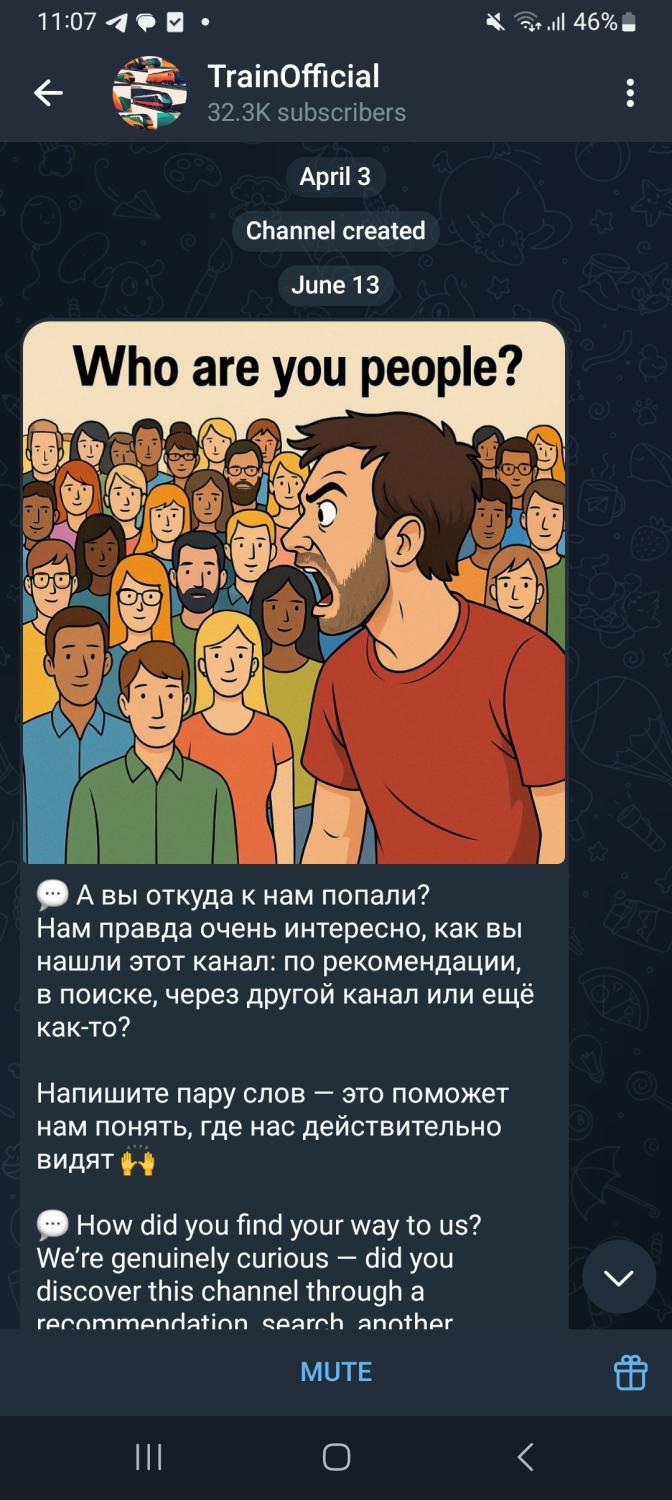 11:07
46%
TrainOfficial
32.3K subscribers
April 3
Channel created
June 13
Who are you people?
💬 А вы откуда к нам попали?
Нам правда очень интересно, как вы
нашли этот канал: по рекомендации,
в поиске, через другой канал или ещё
как-то?
Напишите пару слов — это поможет
нам понять, где нас действительно
видят 🙌
💬 How did you find your way to us?
We’re genuinely curious — did you
discover this channel through a
recommendation, search, another
MUTE